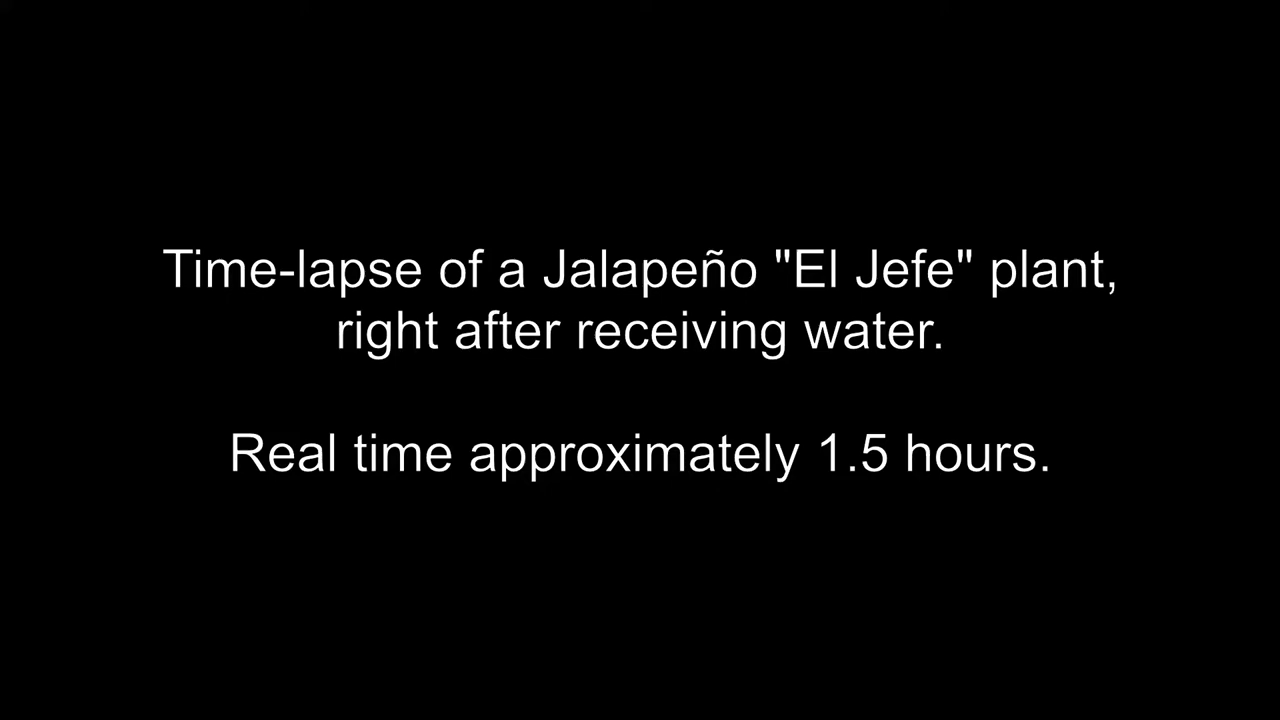 Time-lapse of a Jalapeño "El Jefe" plant,
right after receiving water.
Real time approximately 1.5 hours.